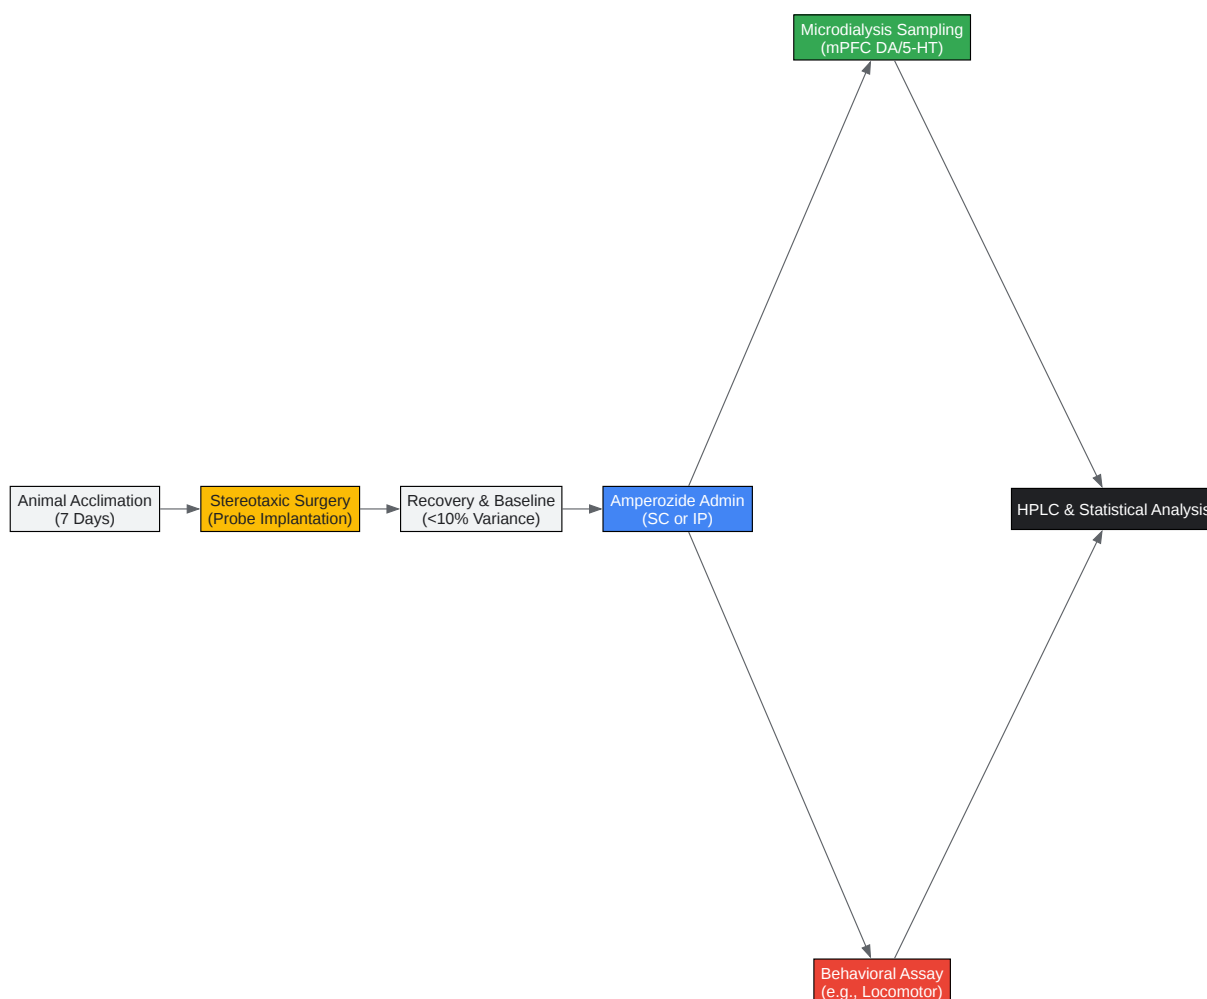 Microdialysis Sampling
(mPFC DA/5-HT)
Animal Acclimation
(7 Days)
Stereotaxic Surgery
(Probe Implantation)
Recovery & Baseline
(<10% Variance)
Amperozide Admin
(SC or IP)
HPLC & Statistical Analysis
Behavioral Assay
(e.g., Locomotor)